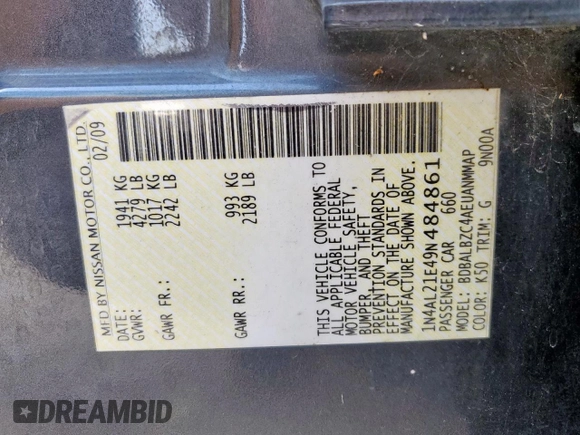 MFD BY NISSAN MOTOR CO., LTD
DATE: 02/09
GVWR: 1941 KG
4279 LB
GAWR FR.: 1017 KG
2242 LB
GAWR RR.: 993 KG
2189 LB
THIS VEHICLE CONFORMS TO
ALL APPLICABLE FEDERAL
MOTOR VEHICLE SAFETY,
BUMPER, AND THEFT
PREVENTION STANDARDS IN
EFFECT ON THE DATE OF
MANUFACTURE SHOWN ABOVE.
1N4AL21E49N484861
PASSENGER CAR 660
MODEL: BDBALBZC4AEUANMMAP
COLOR: K50 TRIM: G 9N00A
DREAMBID